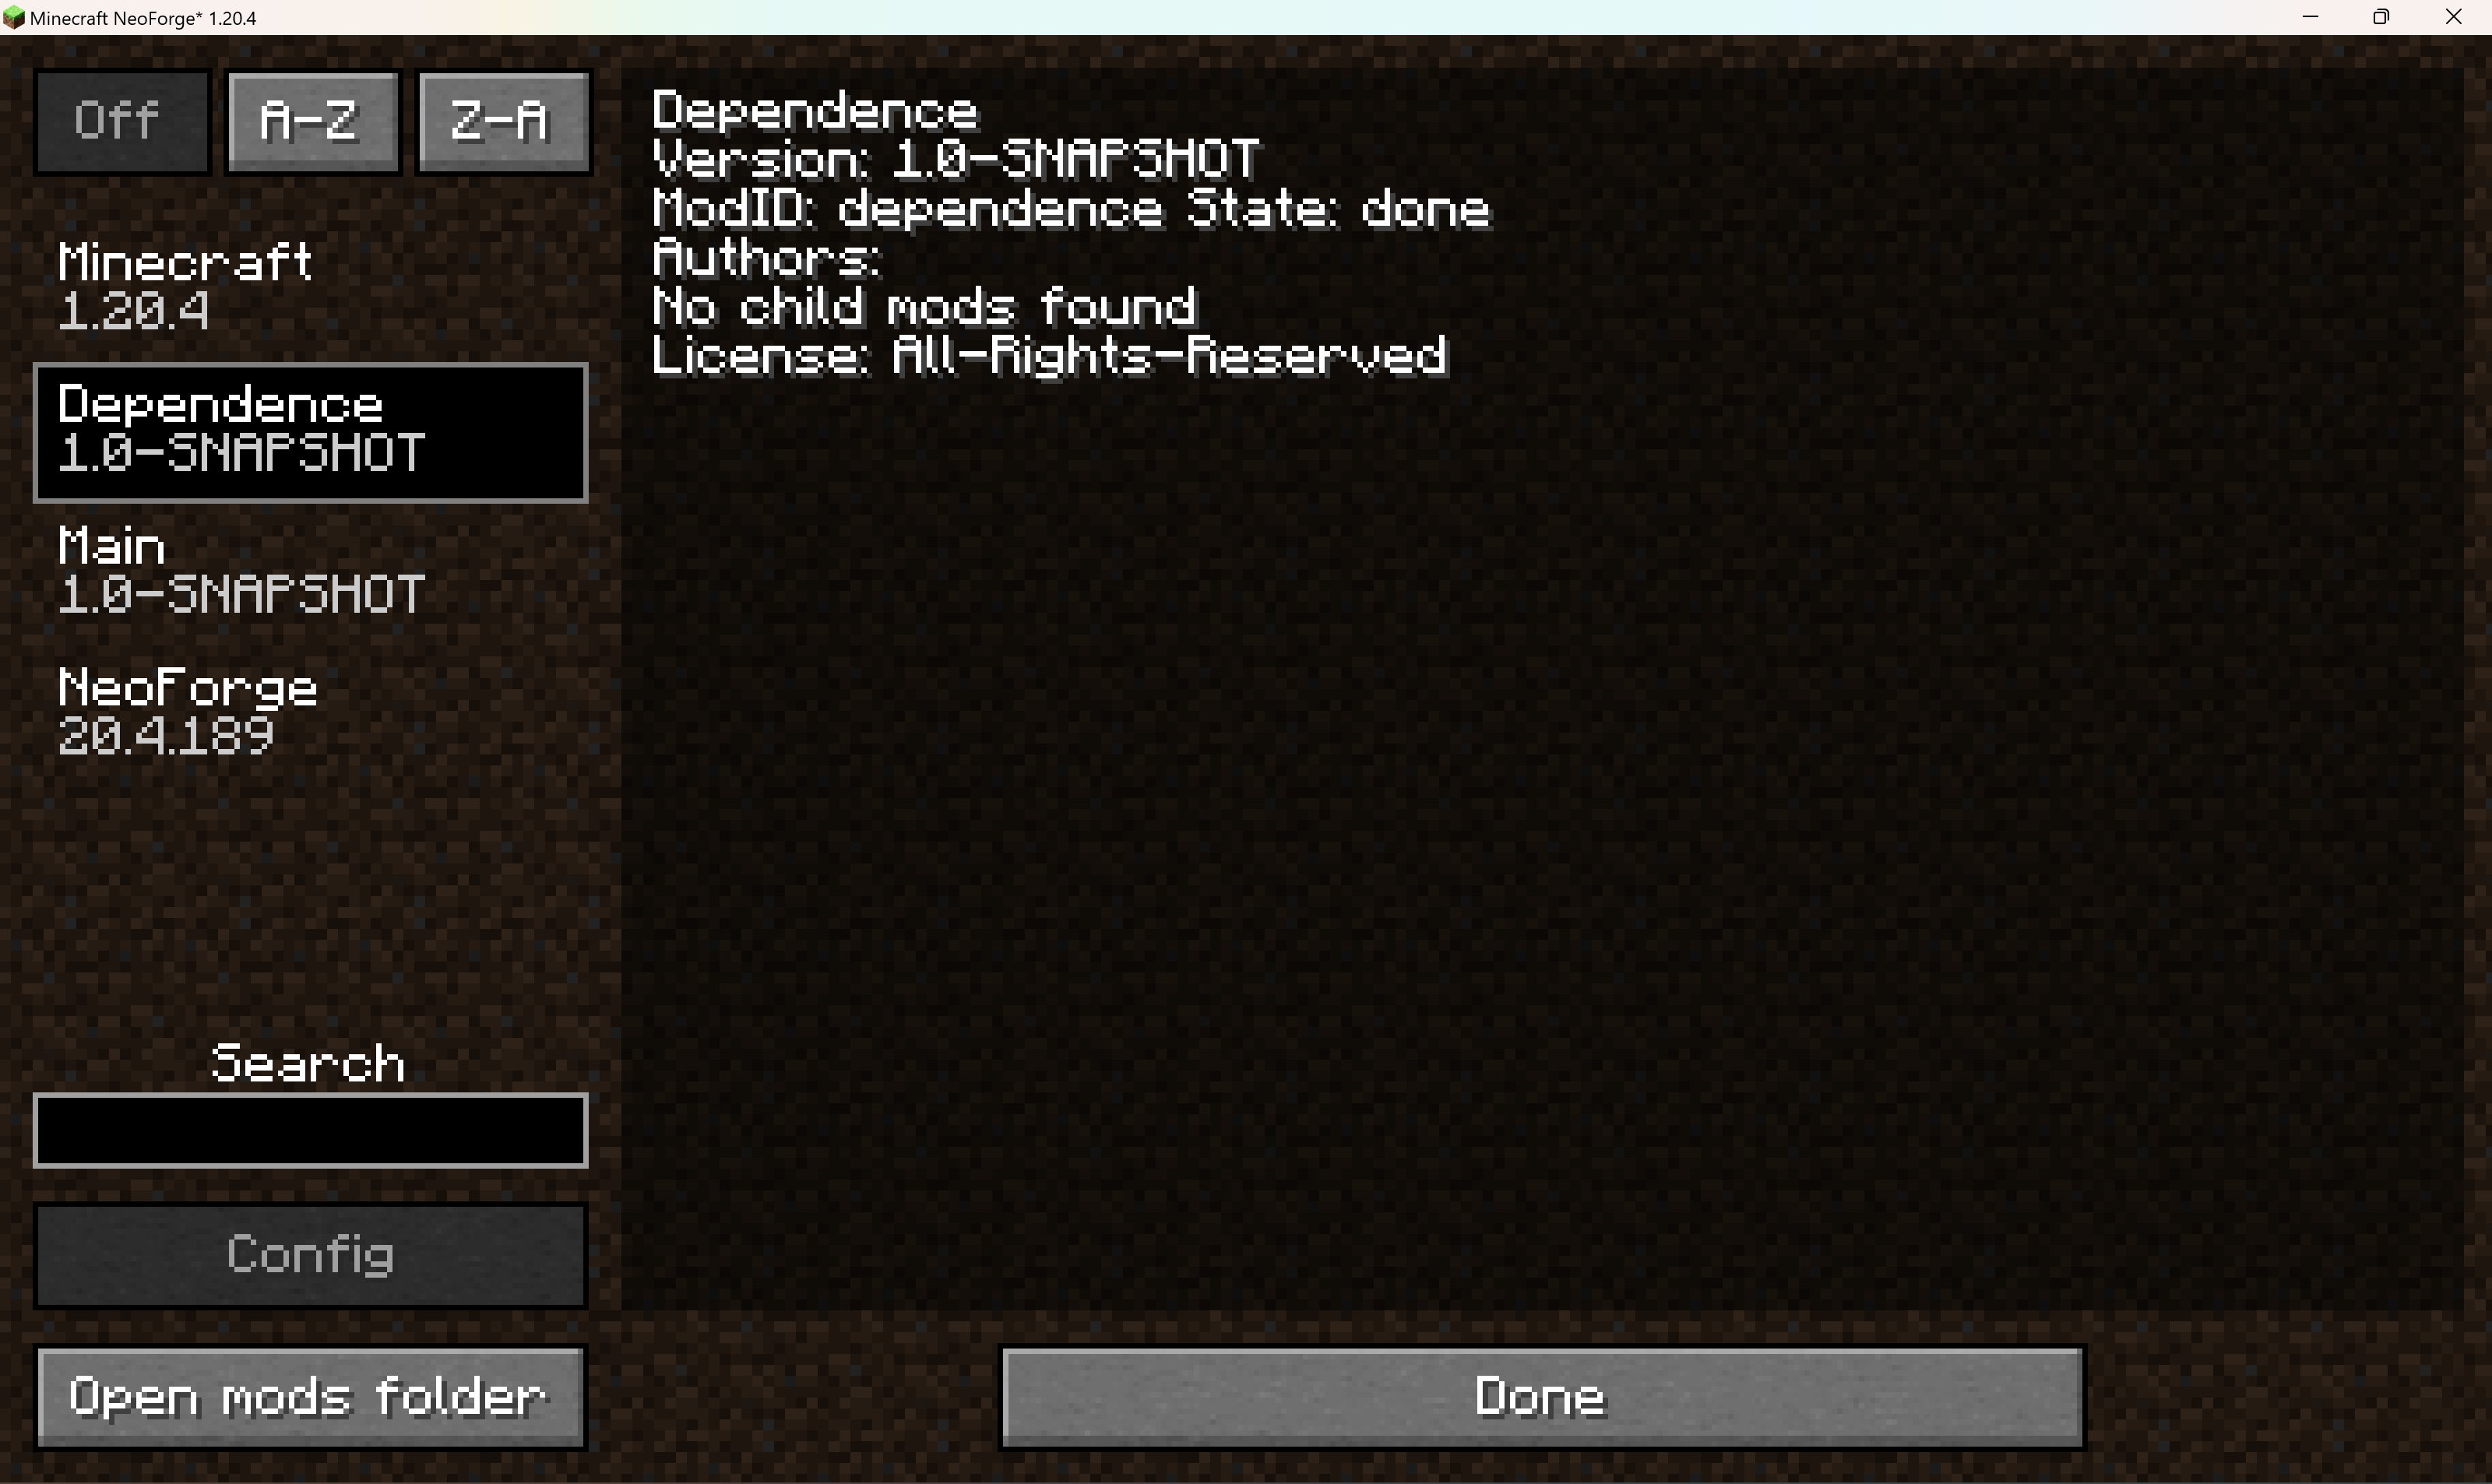 Minecraft NeoForge* 1.20.4
Off A-Z Z-A
Minecraft
1.20.4
Dependence
1.0-SNAPSHOT
Main
1.0-SNAPSHOT
NeoForge
20.4.189
Search
Config
Open mods folder
Dependence
Version: 1.0-SNAPSHOT
ModID: dependence State: done
Authors:
No child mods found
License: All-Rights-Reserved
Done